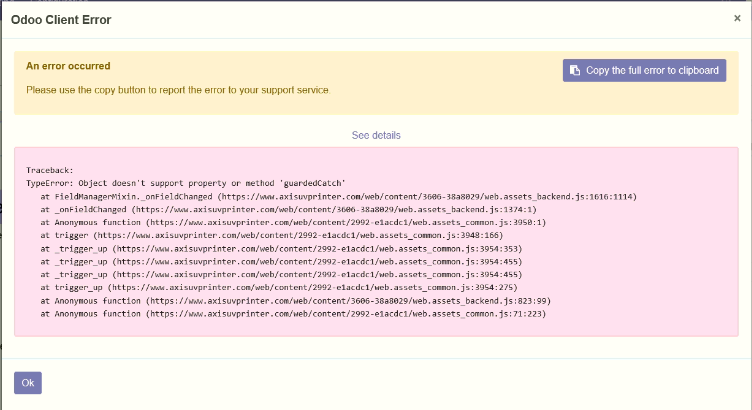 Odoo Client Error
×
An error occurred
Copy the full error to clipboard
Please use the copy button to report the error to your support service.
See details
Traceback:
TypeError: Object doesn't support property or method 'guardedCatch'
at FieldManagerMixin._onFieldChanged (https://www.axisuvprinter.com/web/content/3606-38a8029/web.assets_backend.js:1616:1114)
at _onFieldChanged (https://www.axisuvprinter.com/web/content/3606-38a8029/web.assets_backend.js:1374:1)
at Anonymous function (https://www.axisuvprinter.com/web/content/2992-e1acdc1/web.assets_common.js:3950:1)
at trigger (https://www.axisuvprinter.com/web/content/2992-e1acdc1/web.assets_common.js:3948:166)
at _trigger_up (https://www.axisuvprinter.com/web/content/2992-e1acdc1/web.assets_common.js:3954:353)
at _trigger_up (https://www.axisuvprinter.com/web/content/2992-e1acdc1/web.assets_common.js:3954:455)
at _trigger_up (https://www.axisuvprinter.com/web/content/2992-e1acdc1/web.assets_common.js:3954:455)
at trigger_up (https://www.axisuvprinter.com/web/content/2992-e1acdc1/web.assets_common.js:3954:275)
at Anonymous function (https://www.axisuvprinter.com/web/content/3606-38a8029/web.assets_backend.js:823:99)
at Anonymous function (https://www.axisuvprinter.com/web/content/2992-e1acdc1/web.assets_common.js:71:223)
Ok